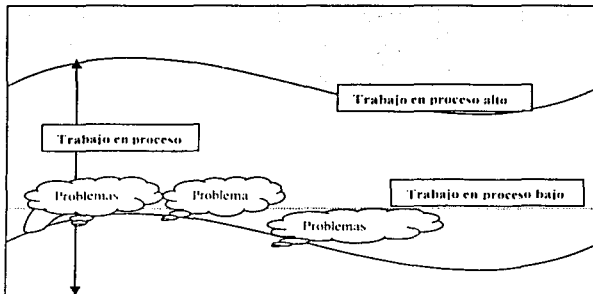 Trabajo en proceso alto
Trabajo en proceso
Problemas
Problema
Trabajo en proceso bajo
Problemas